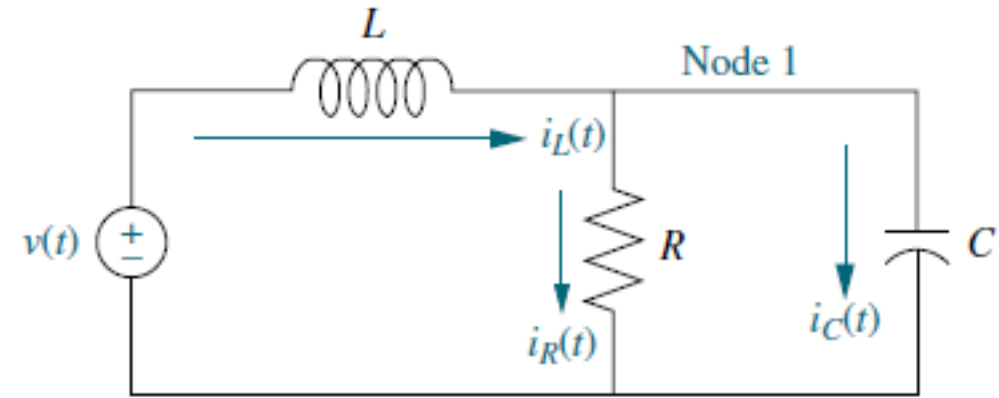 L
Node 1
i_L(t)
v(t)
+
−
R
C
i_R(t)
i_C(t)